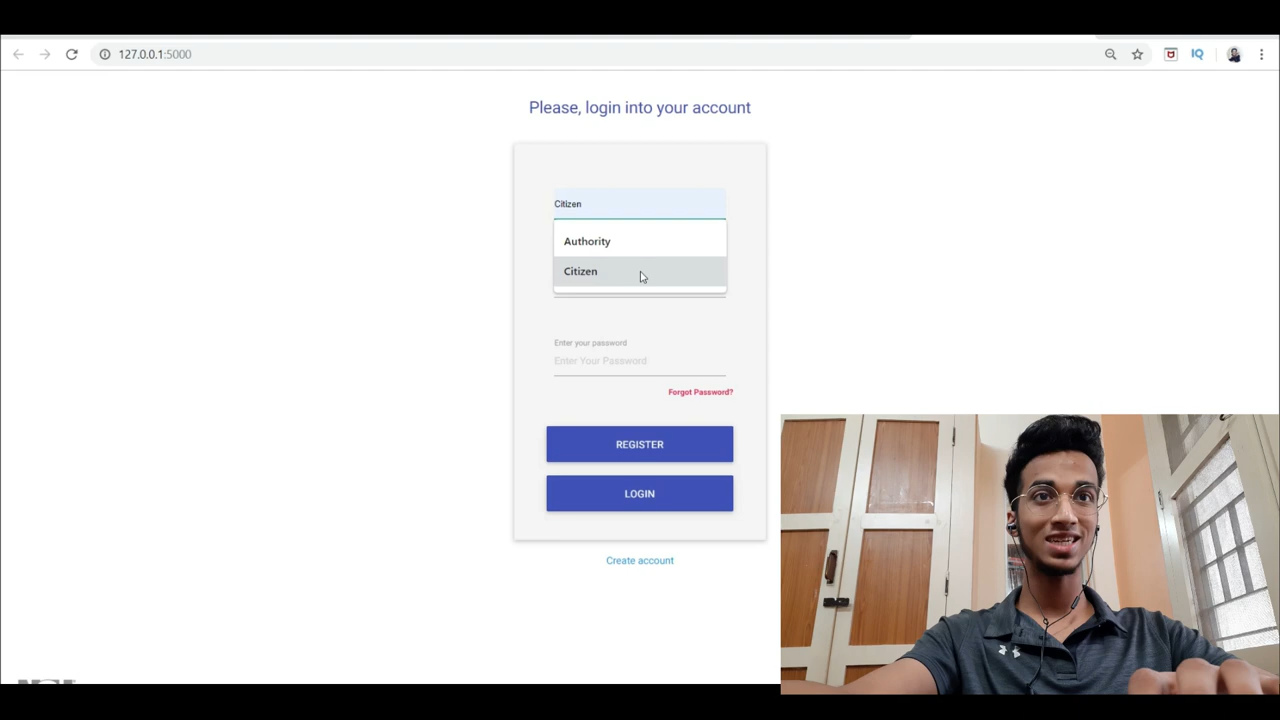 127.0.0.1:5000
IQ
Please, login into your account
Citizen
Authority
Citizen
Enter your password
Enter Your Password
Forgot Password?
REGISTER
LOGIN
Create account